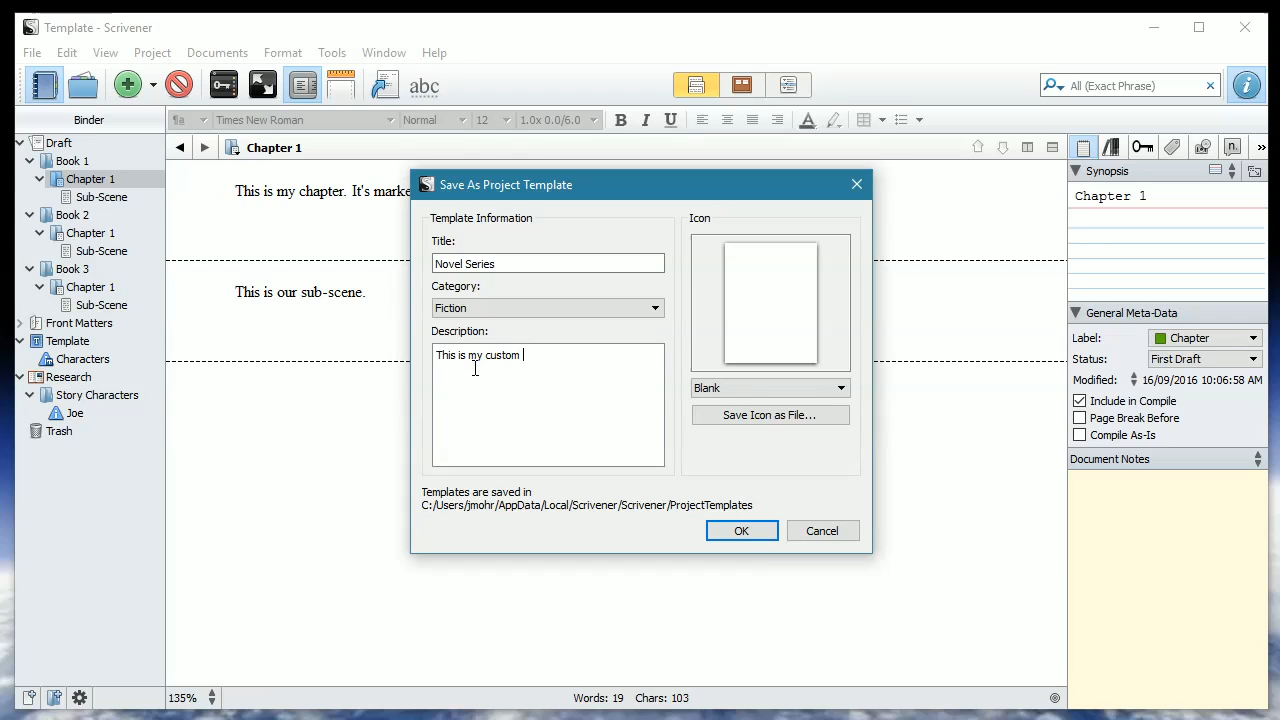 Template - Scrivener
File Edit View Project Documents Format Tools Window Help
abc
All (Exact Phrase)
Binder
Times New Roman Normal 12 1.0x 0.0/6.0 B I U A
Draft
Book 1
Chapter 1
Sub-Scene
Book 2
Chapter 1
Sub-Scene
Book 3
Chapter 1
Sub-Scene
Front Matters
Template
Characters
Research
Story Characters
Joe
Trash
Chapter 1
This is my chapter. It's marke
This is our sub-scene.
Save As Project Template
Template Information
Title:
Novel Series
Category:
Fiction
Description:
This is my custom
Icon
Blank
Save Icon as File...
Templates are saved in
C:/Users/jmohr/AppData/Local/Scrivener/Scrivener/ProjectTemplates
OK Cancel
Synopsis
Chapter 1
General Meta-Data
Label: Chapter
Status: First Draft
Modified: 16/09/2016 10:06:58 AM
Include in Compile
Page Break Before
Compile As-Is
Document Notes
135% Words: 19 Chars: 103